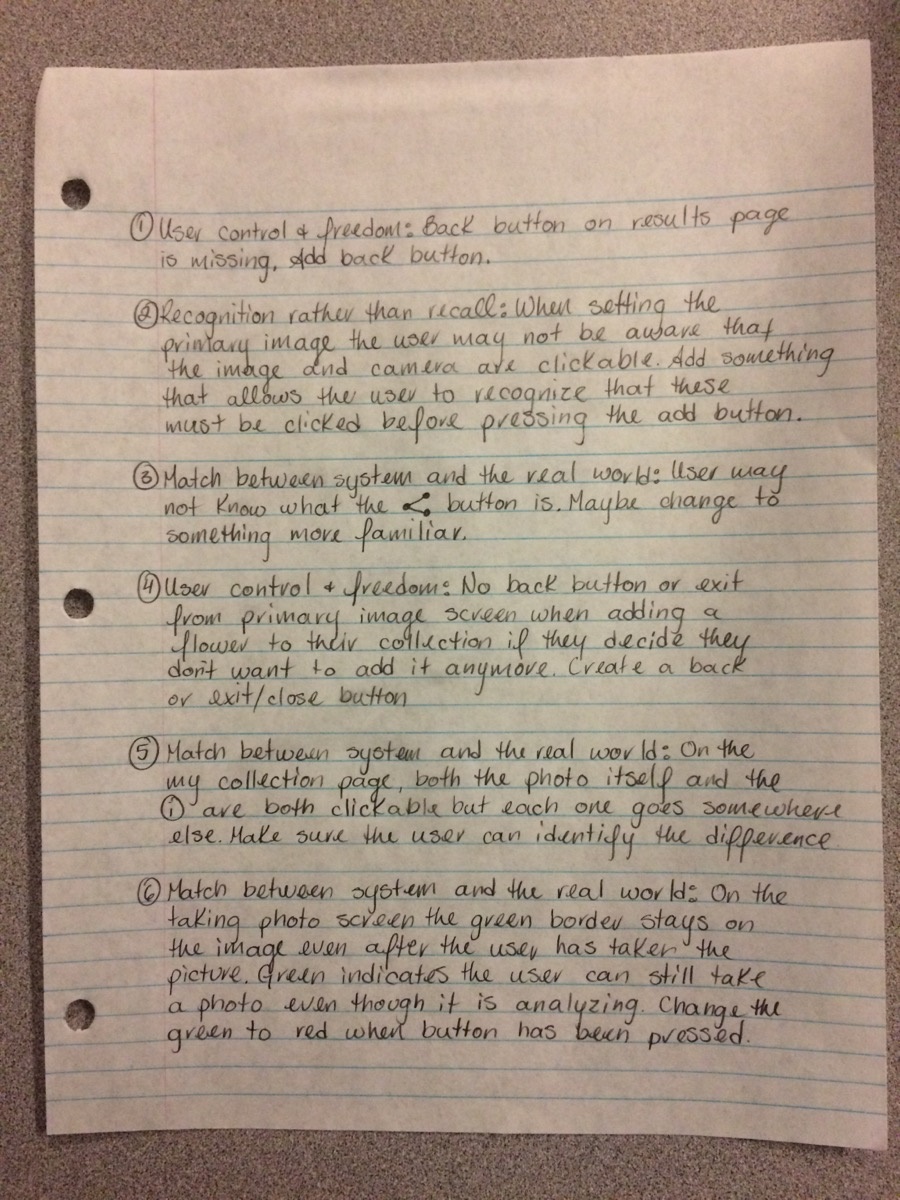 ① User control & freedom: Back button on results page
is missing. Add back button.
② Recognition rather than recall: When setting the
primary image the user may not be aware that
the image and camera are clickable. Add something
that allows the user to recognize that these
must be clicked before pressing the add button.
③ Match between system and the real world: User may
not know what the button is. Maybe change to
something more familiar.
④ User control & freedom: No back button or exit
from primary image screen when adding a
flower to their collection if they decide they
don't want to add it anymore. Create a back
or exit/close button
⑤ Match between system and the real world: On the
my collection page, both the photo itself and the
ⓘ are both clickable but each one goes somewhere
else. Make sure the user can identify the difference
⑥ Match between system and the real world: On the
taking photo screen the green border stays on
the image even after the user has taken the
picture. Green indicates the user can still take
a photo even though it is analyzing. Change the
green to red when button has been pressed.